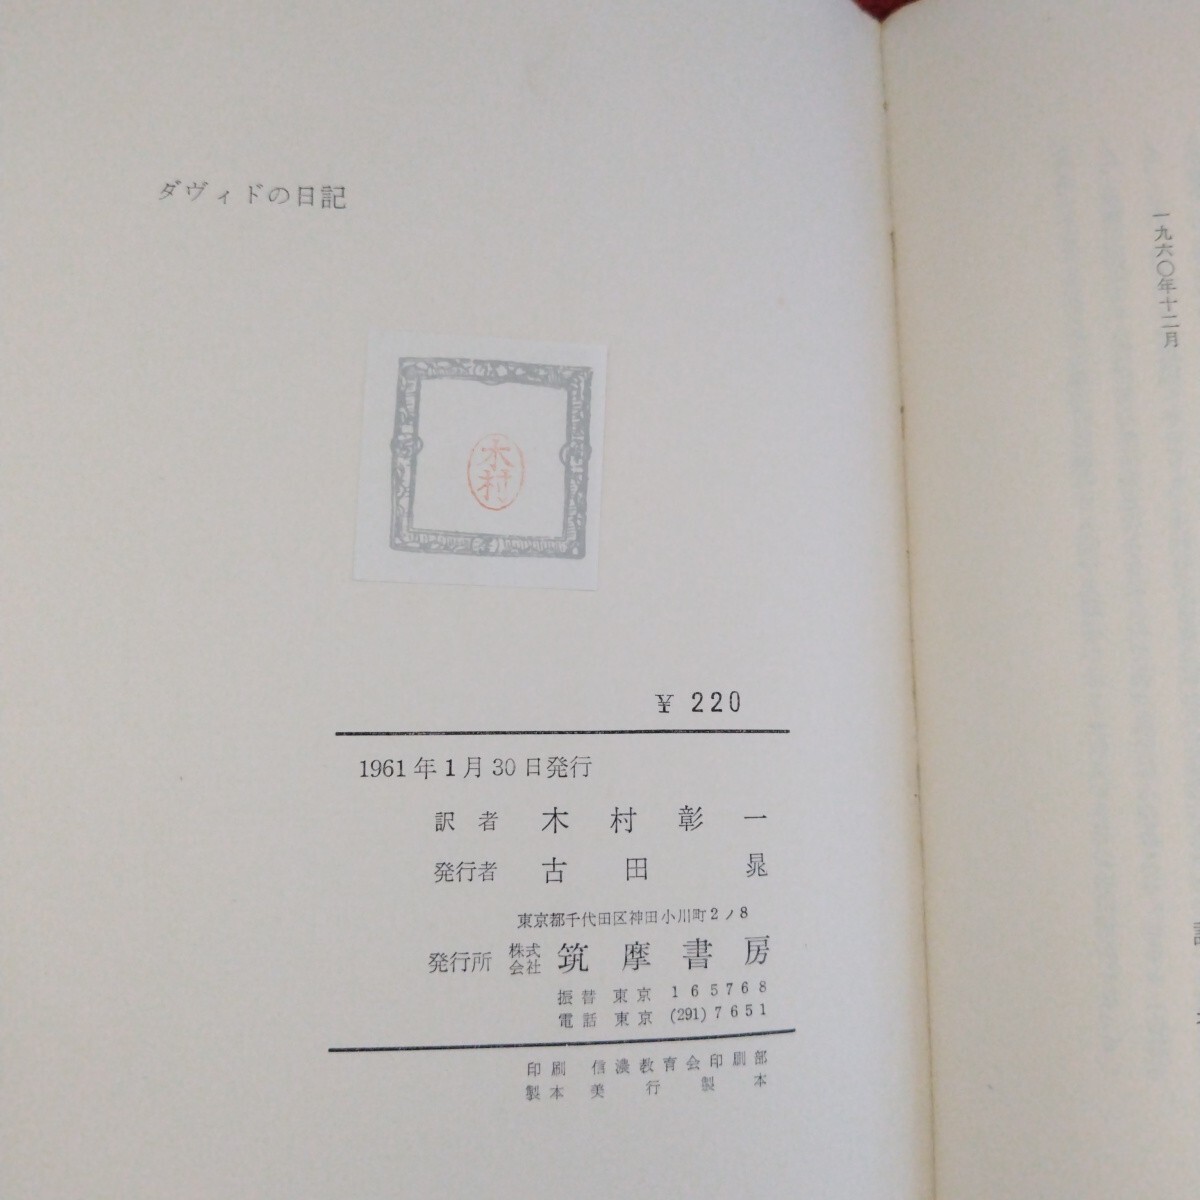 ダヴィドの日記
木村
¥ 220
1961年1月30日発行
訳者 木村彰一
発行者 古田晁
東京都千代田区神田小川町2ノ8
発行所 株式会社 筑摩書房
振替 東京 165768
電話 東京 (291)7651
印刷 信濃教育会印刷部
製本 美行製本
一九六〇年十二月